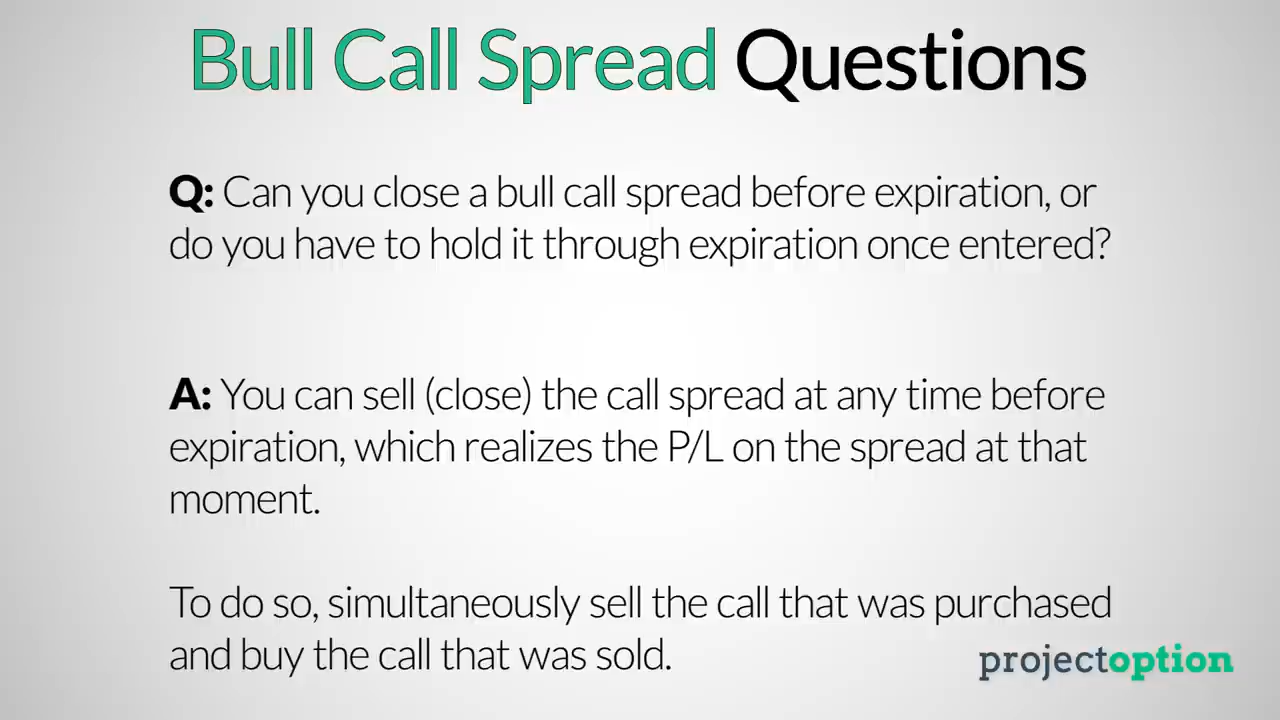 Bull Call Spread Questions
Q: Can you close a bull call spread before expiration, or
do you have to hold it through expiration once entered?
A: You can sell (close) the call spread at any time before
expiration, which realizes the P/L on the spread at that
moment.
To do so, simultaneously sell the call that was purchased
and buy the call that was sold.
projectoption